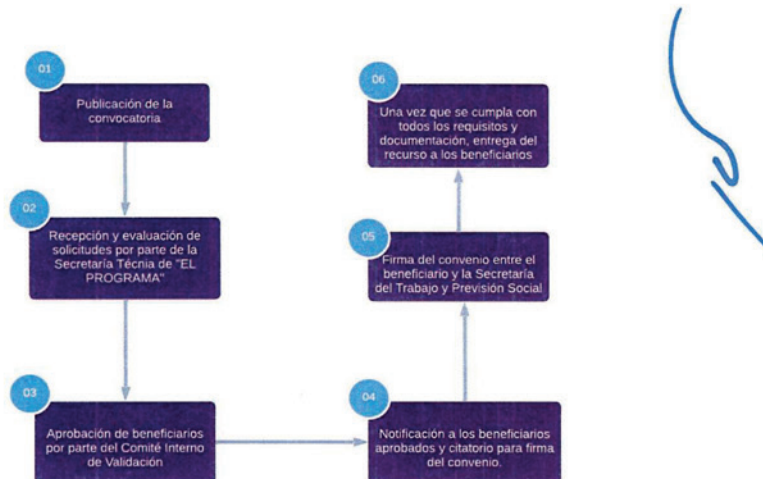 01
Publicación de la
convocatoria
02
Recepción y evaluación de
solicitudes por parte de la
Secretaría Técnia de "EL
PROGRAMA"
03
Aprobación de beneficiarios
por parte del Comité Interno
de Validación
04
Notificación a los beneficiarios
aprobados y citatorio para firma
del convenio.
05
Firma del convenio entre el
beneficiario y la Secretaría
del Trabajo y Previsión Social
06
Una vez que se cumpla con
todos los requisitos y
documentación, entrega del
recurso a los beneficiarios